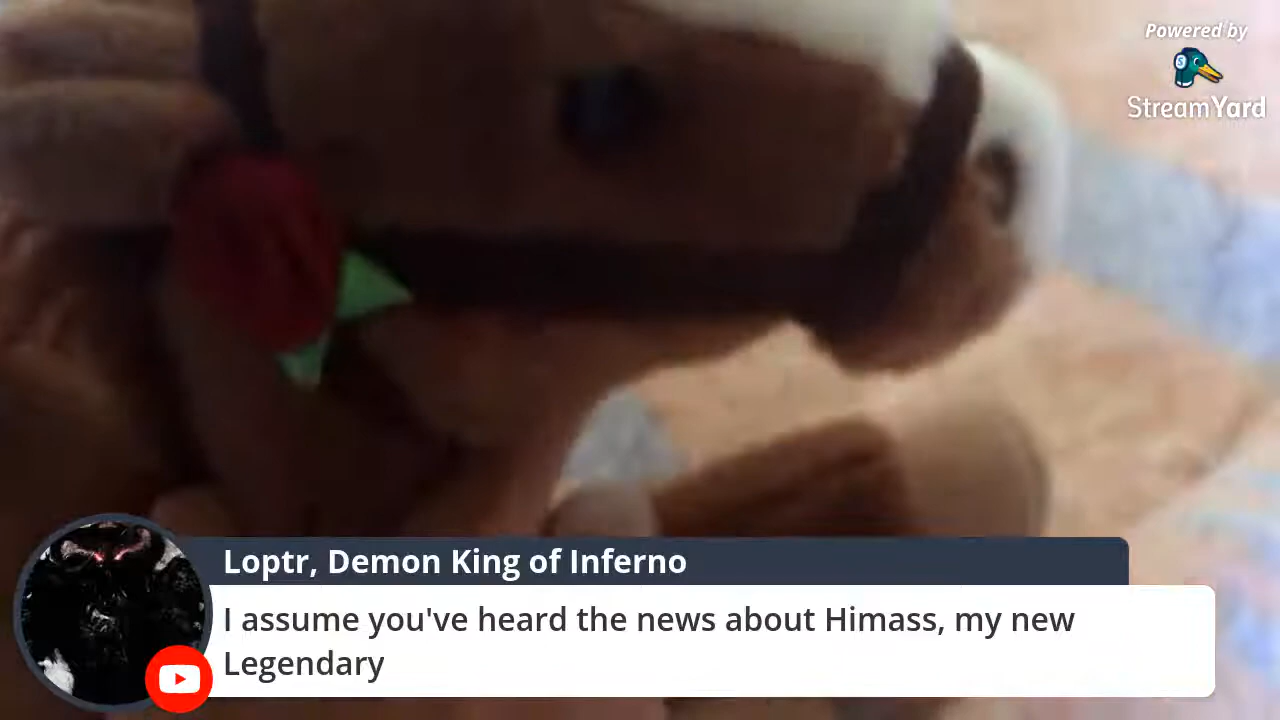 Powered by
StreamYard
Loptr, Demon King of Inferno
I assume you've heard the news about Himass, my new
Legendary